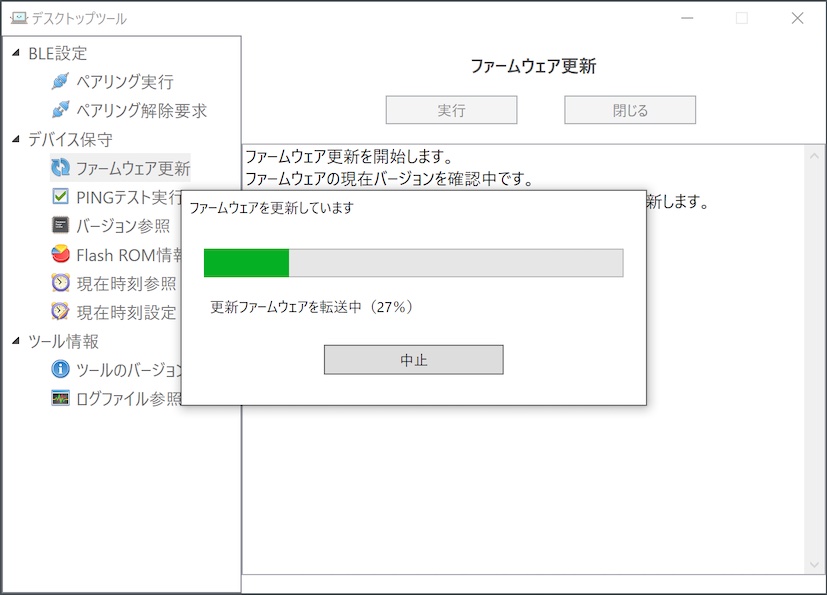 デスクトップツール
BLE設定
ペアリング実行
ペアリング解除要求
デバイス保守
ファームウェア更新
PINGテスト実行
バージョン参照
Flash ROM情報
現在時刻参照
現在時刻設定
ツール情報
ツールのバージョン
ログファイル参照
ファームウェア更新
実行
閉じる
ファームウェア更新を開始します。
ファームウェアの現在バージョンを確認中です。
新します。
ファームウェアを更新しています
更新ファームウェアを転送中（27%）
中止